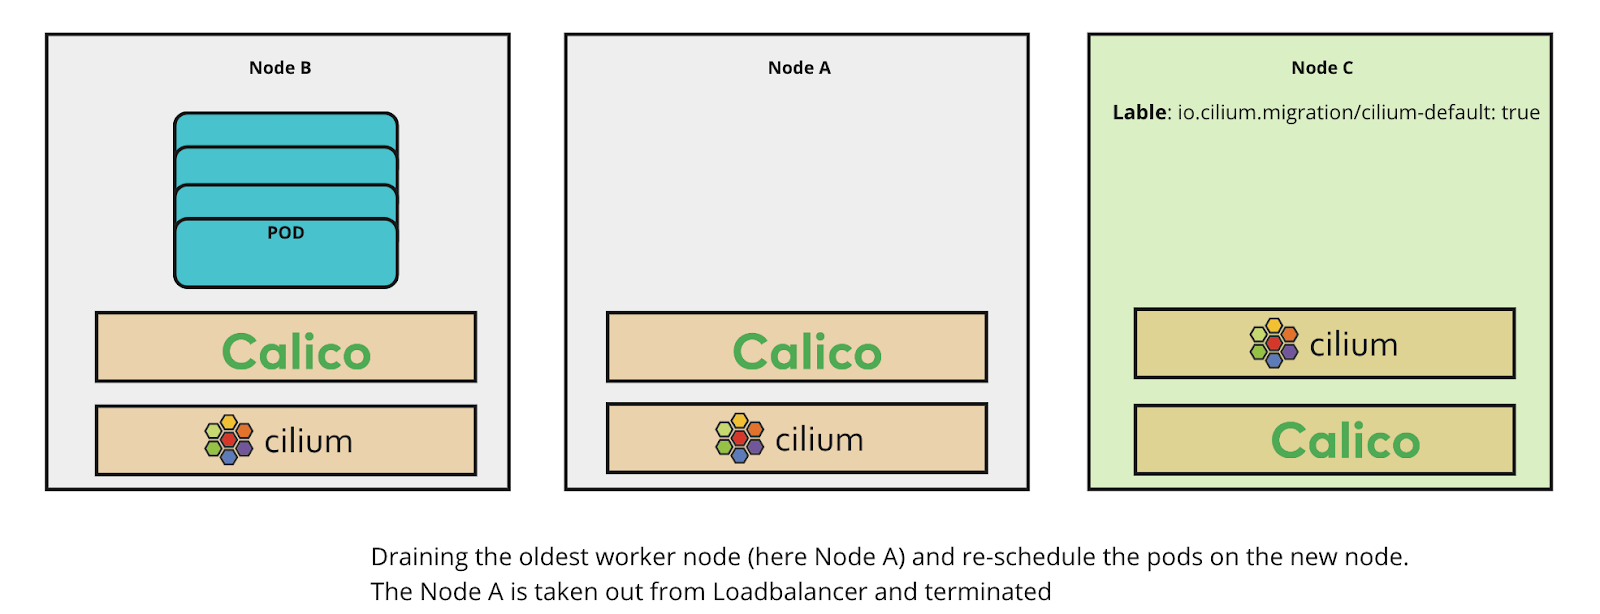 Node B
POD
Calico
cilium
Node A
Calico
cilium
Node C
Lable: io.cilium.migration/cilium-default: true
cilium
Calico
Draining the oldest worker node (here Node A) and re-schedule the pods on the new node.
The Node A is taken out from Loadbalancer and terminated